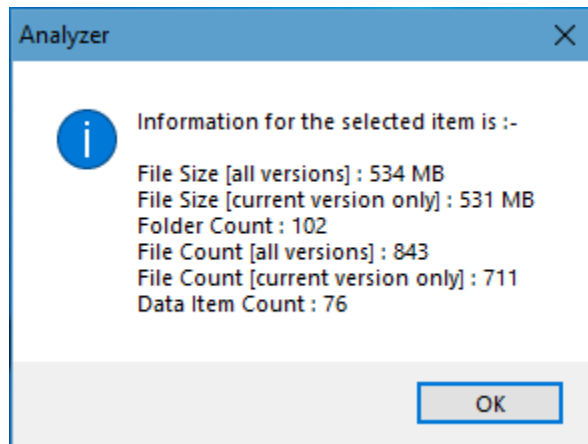 Analyzer
Information for the selected item is :-
File Size [all versions] : 534 MB
File Size [current version only] : 531 MB
Folder Count : 102
File Count [all versions] : 843
File Count [current version only] : 711
Data Item Count : 76
OK